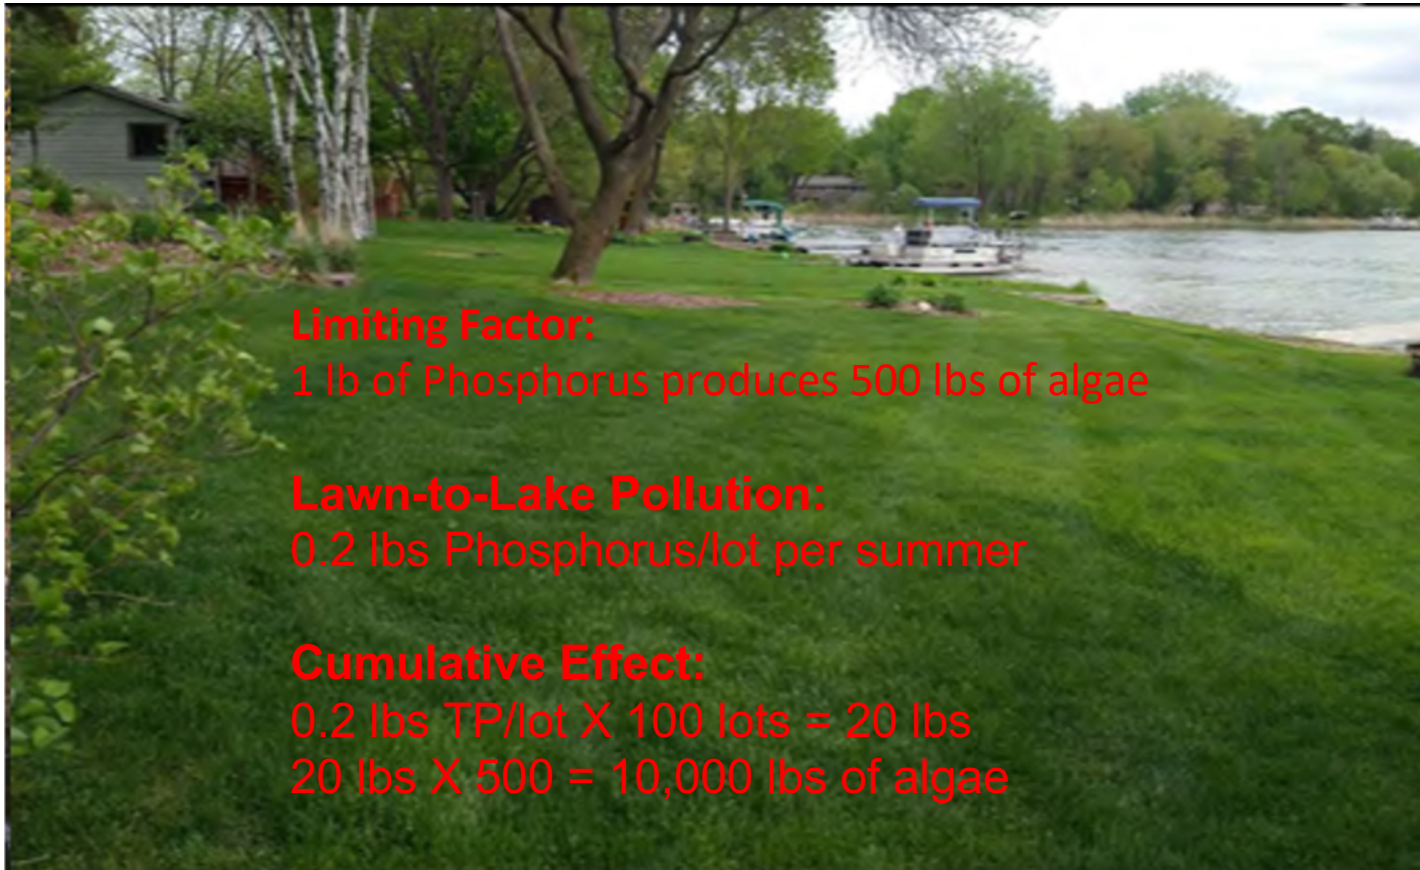 Limiting Factor:
1 lb of Phosphorus produces 500 lbs of algae
Lawn-to-Lake Pollution:
0.2 lbs Phosphorus/lot per summer
Cumulative Effect:
0.2 lbs TP/lot X 100 lots = 20 lbs
20 lbs X 500 = 10,000 lbs of algae